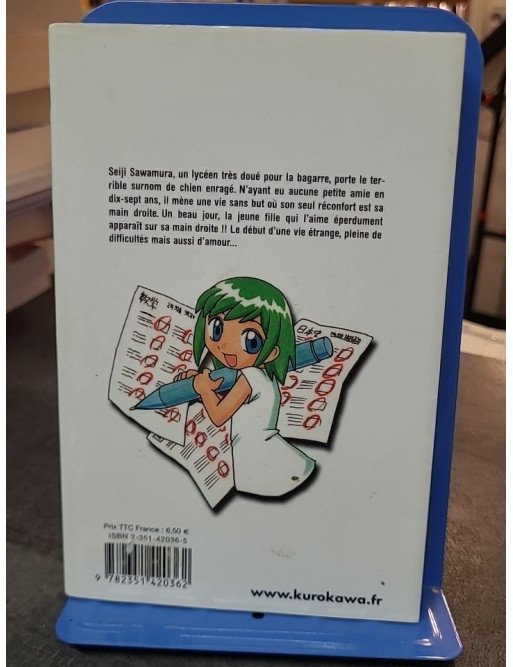 Seiji Sawamura, un lycéen très doué pour la bagarre, porte le ter-
rible surnom de chien enragé. N'ayant eu aucune petite amie en
dix-sept ans, il mène une vie sans but où son seul réconfort est sa
main droite. Un beau jour, la jeune fille qui l'aime éperdument
apparaît sur sa main droite !! Le début d'une vie étrange, pleine de
difficultés mais aussi d'amour...
日本史
Prix TTC France : 6,50 €
ISBN 2-351-42036-5
9 782351 420362
www.kurokawa.fr